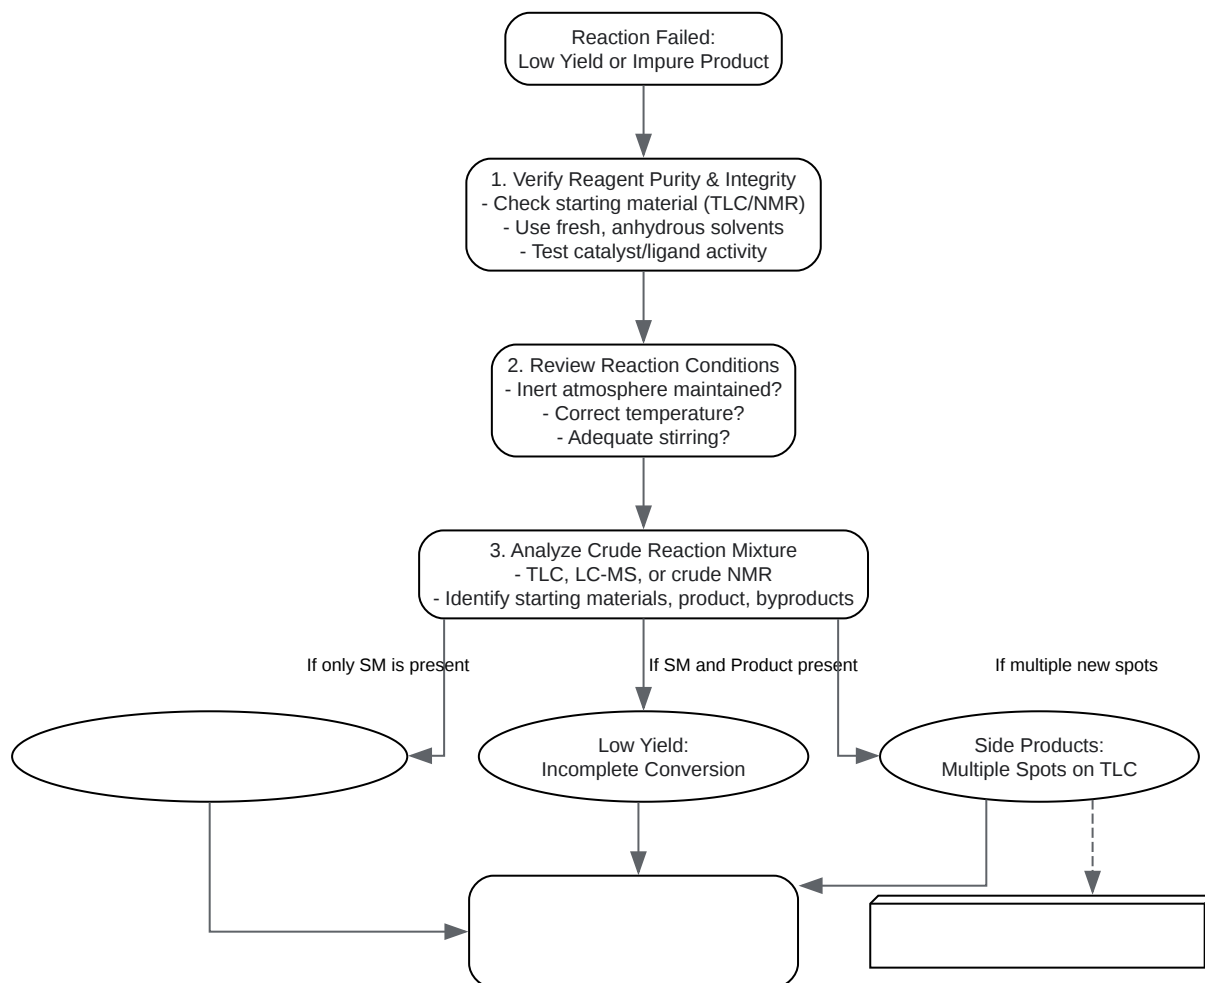 Reaction Failed:
Low Yield or Impure Product
1. Verify Reagent Purity & Integrity
- Check starting material (TLC/NMR)
- Use fresh, anhydrous solvents
- Test catalyst/ligand activity
2. Review Reaction Conditions
- Inert atmosphere maintained?
- Correct temperature?
- Adequate stirring?
3. Analyze Crude Reaction Mixture
- TLC, LC-MS, or crude NMR
- Identify starting materials, product, byproducts
If only SM is present
If SM and Product present
If multiple new spots
Low Yield:
Incomplete Conversion
Side Products:
Multiple Spots on TLC